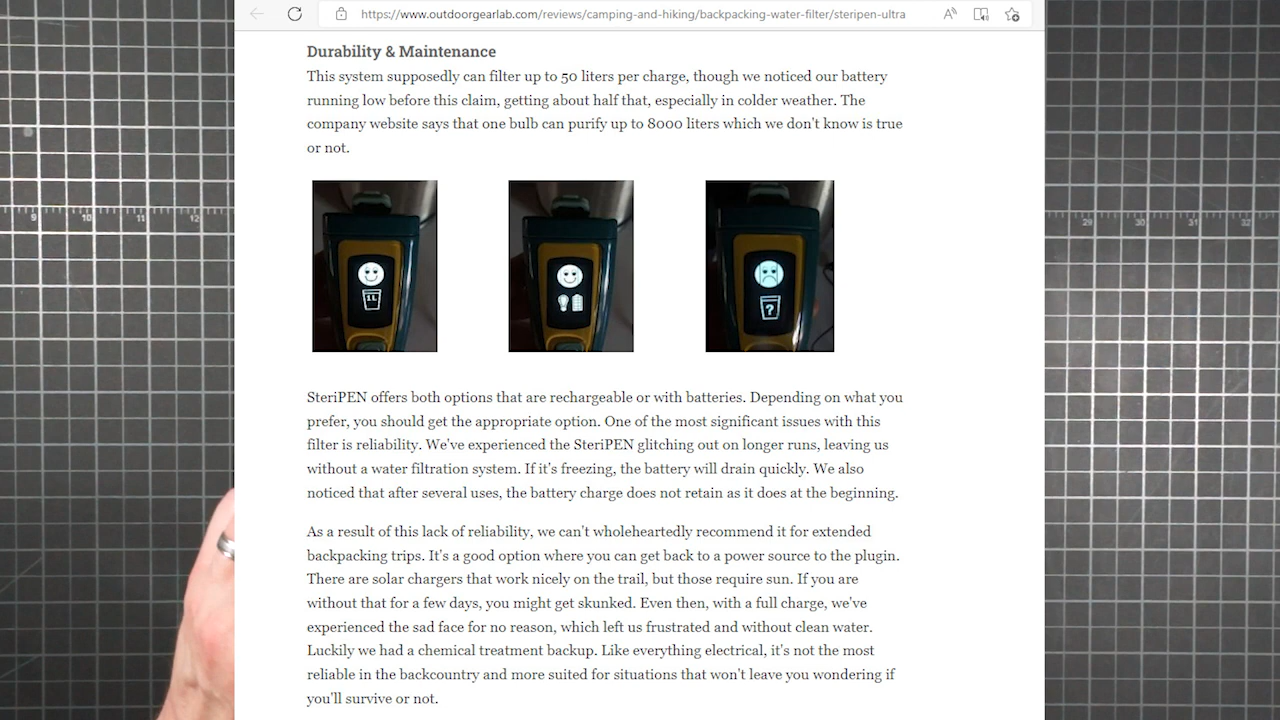 https://www.outdoorgearlab.com/reviews/camping-and-hiking/backpacking-water-filter/steripen-ultra
Durability & Maintenance
This system supposedly can filter up to 50 liters per charge, though we noticed our battery
running low before this claim, getting about half that, especially in colder weather. The
company website says that one bulb can purify up to 8000 liters which we don't know is true
or not.
9 10 11 12
29 30 31 32
1L
?
SteriPEN offers both options that are rechargeable or with batteries. Depending on what you
prefer, you should get the appropriate option. One of the most significant issues with this
filter is reliability. We've experienced the SteriPEN glitching out on longer runs, leaving us
without a water filtration system. If it's freezing, the battery will drain quickly. We also
noticed that after several uses, the battery charge does not retain as it does at the beginning.
As a result of this lack of reliability, we can't wholeheartedly recommend it for extended
backpacking trips. It's a good option where you can get back to a power source to the plugin.
There are solar chargers that work nicely on the trail, but those require sun. If you are
without that for a few days, you might get skunked. Even then, with a full charge, we've
experienced the sad face for no reason, which left us frustrated and without clean water.
Luckily we had a chemical treatment backup. Like everything electrical, it's not the most
reliable in the backcountry and more suited for situations that won't leave you wondering if
you'll survive or not.